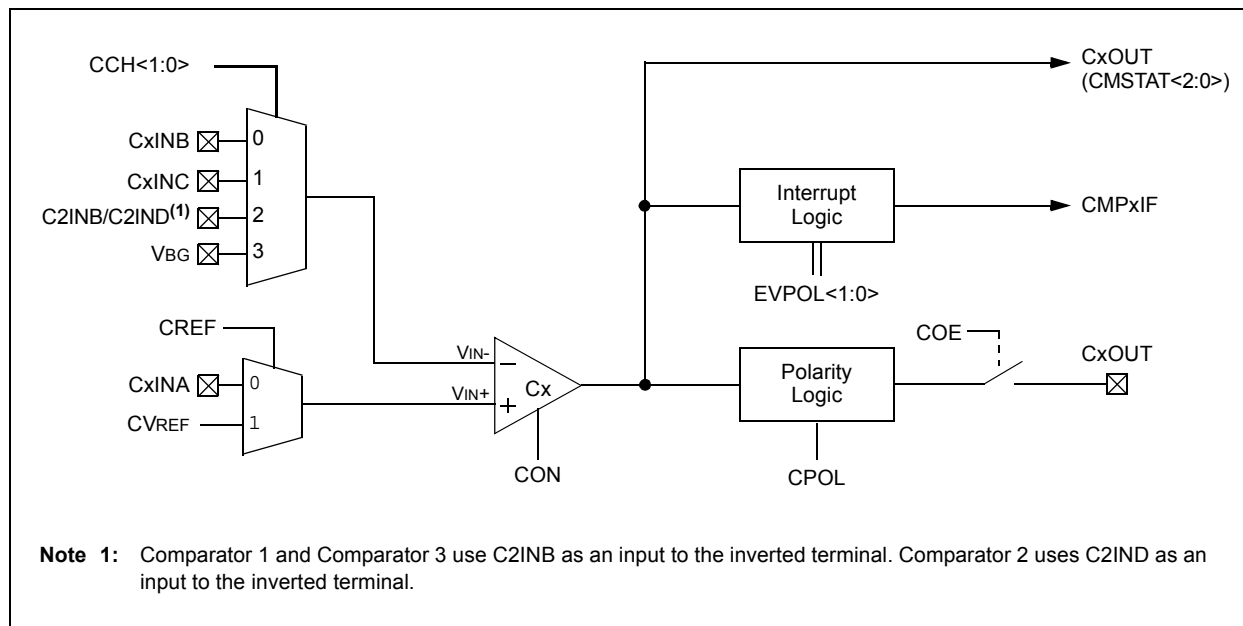 CCH<1:0>
CxINB
0
CxINC
1
C2INB/C2IND(1)
2
VBG
3
CREF
CxINA
0
CVREF
1
VIN-
VIN+
–
+
Cx
CON
CxOUT
(CMSTAT<2:0>)
Interrupt
Logic
CMPxIF
EVPOL<1:0>
COE
CxOUT
Polarity
Logic
CPOL
Note 1: Comparator 1 and Comparator 3 use C2INB as an input to the inverted terminal. Comparator 2 uses C2IND as an
input to the inverted terminal.